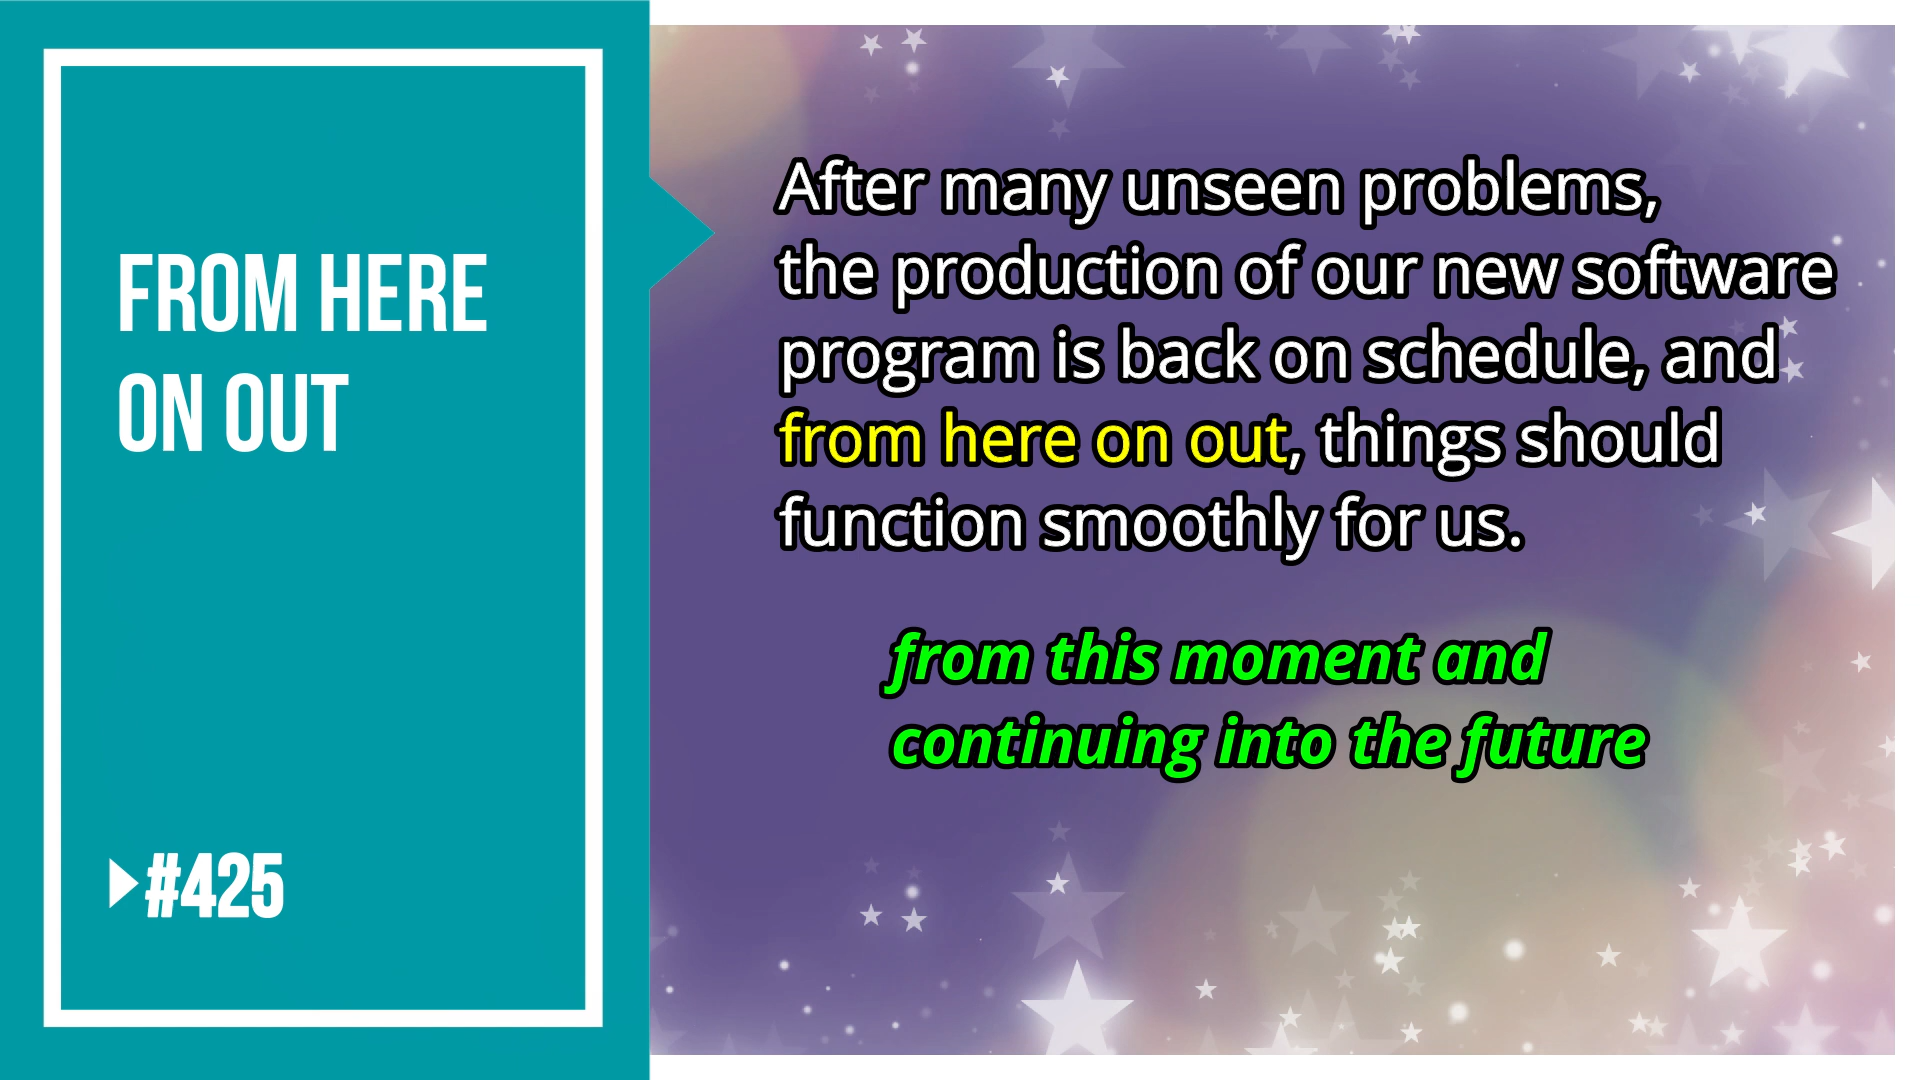 FROM HERE
ON OUT
#425
After many unseen problems,
the production of our new software
program is back on schedule, and
from here on out, things should
function smoothly for us.
from this moment and
continuing into the future